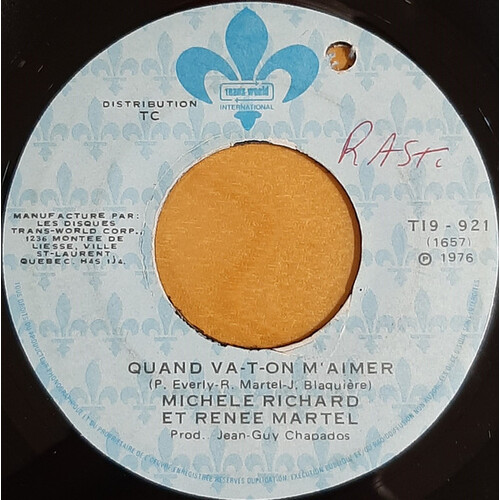 trans-world
INTERNATIONAL
DISTRIBUTION
TC
RAST.
MANUFACTURE PAR:
LES DISQUES
TRANS-WORLD CORP.,
1236 MONTEE DE
LIESSE, VILLE
ST-LAURENT,
QUEBEC, H4S 1J4.
TI9 - 921
(1657)
℗ 1976
QUAND VA-T-ON M'AIMER
(P. Everly-R. Martel-J. Blaquière)
MICHELE RICHARD
ET RENEE MARTEL
Prod.. Jean-Guy Chapados